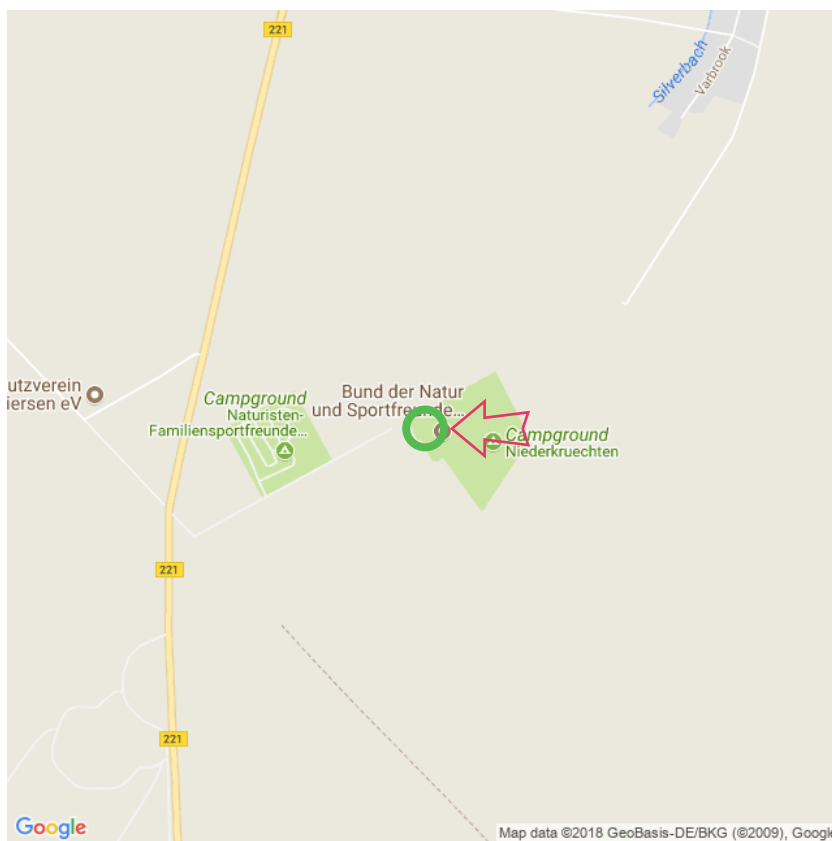 221
Silverbach
Varbrook
utzverein
iersen eV
Campground
Naturisten-
Familiensportfreunde...
Bund der Natur
und Sportfreunde...
Campground
Niederkruechten
221
221
Google
Map data ©2018 GeoBasis-DE/BKG (©2009), Google